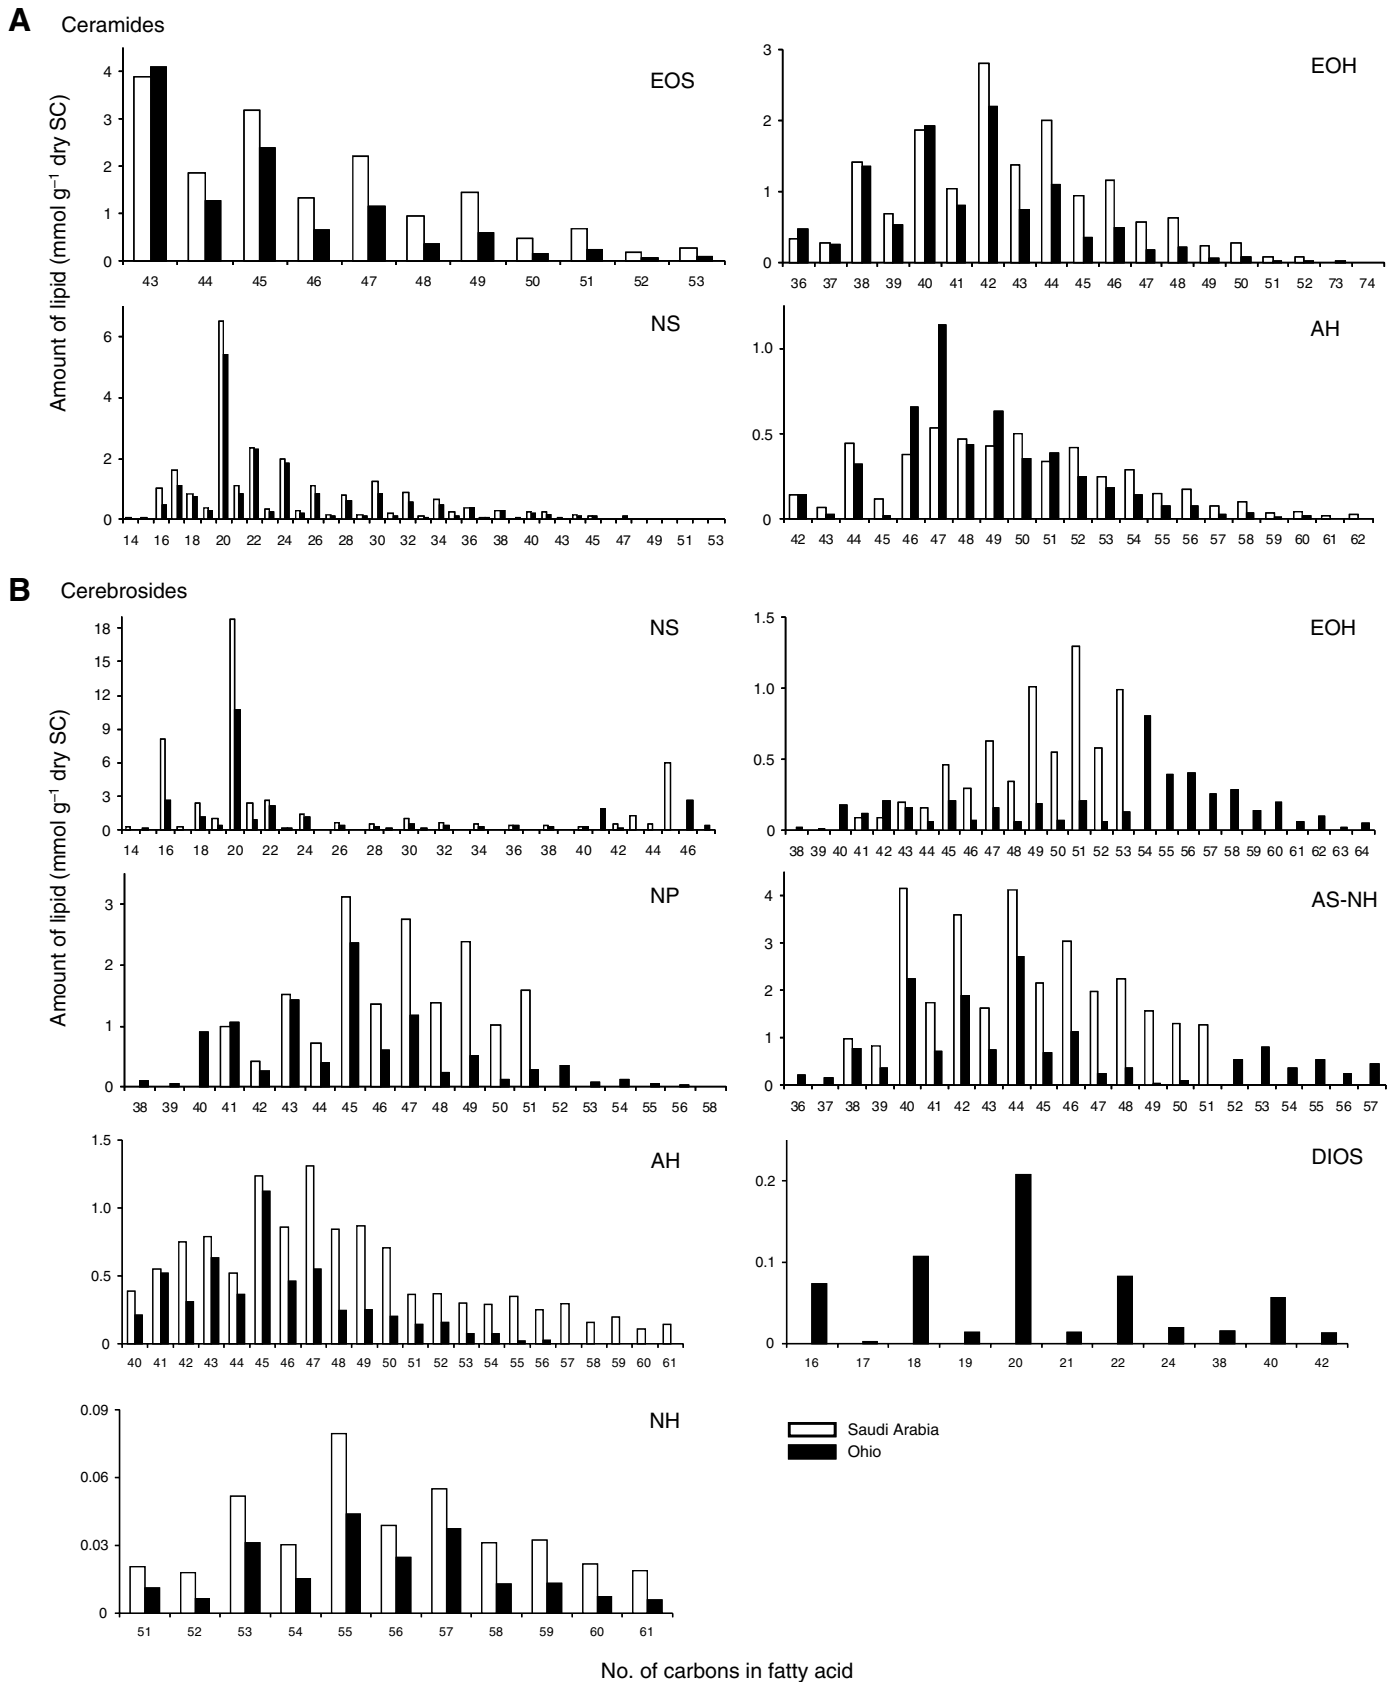 A Ceramides
Amount of lipid (mmol g⁻¹ dry SC)
EOS
4
3
2
1
0
43 44 45 46 47 48 49 50 51 52 53
EOH
3
2
1
0
36 37 38 39 40 41 42 43 44 45 46 47 48 49 50 51 52 73 74
NS
6
4
2
0
14 16 18 20 22 24 26 28 30 32 34 36 38 40 43 45 47 49 51 53
AH
1.0
0.5
0
42 43 44 45 46 47 48 49 50 51 52 53 54 55 56 57 58 59 60 61 62
B Cerebrosides
Amount of lipid (mmol g⁻¹ dry SC)
NS
18
15
12
9
6
3
0
14 16 18 20 22 24 26 28 30 32 34 36 38 40 42 44 46
EOH
1.5
1.0
0.5
0
38 39 40 41 42 43 44 45 46 47 48 49 50 51 52 53 54 55 56 57 58 59 60 61 62 63 64
NP
3
2
1
0
38 39 40 41 42 43 44 45 46 47 48 49 50 51 52 53 54 55 56 58
AS-NH
4
3
2
1
0
36 37 38 39 40 41 42 43 44 45 46 47 48 49 50 51 52 53 54 55 56 57
AH
1.5
1.0
0.5
0
40 41 42 43 44 45 46 47 48 49 50 51 52 53 54 55 56 57 58 59 60 61
DIOS
0.2
0.1
0
16 17 18 19 20 21 22 24 38 40 42
NH
0.09
0.06
0.03
0
51 52 53 54 55 56 57 58 59 60 61
Saudi Arabia
Ohio
No. of carbons in fatty acid